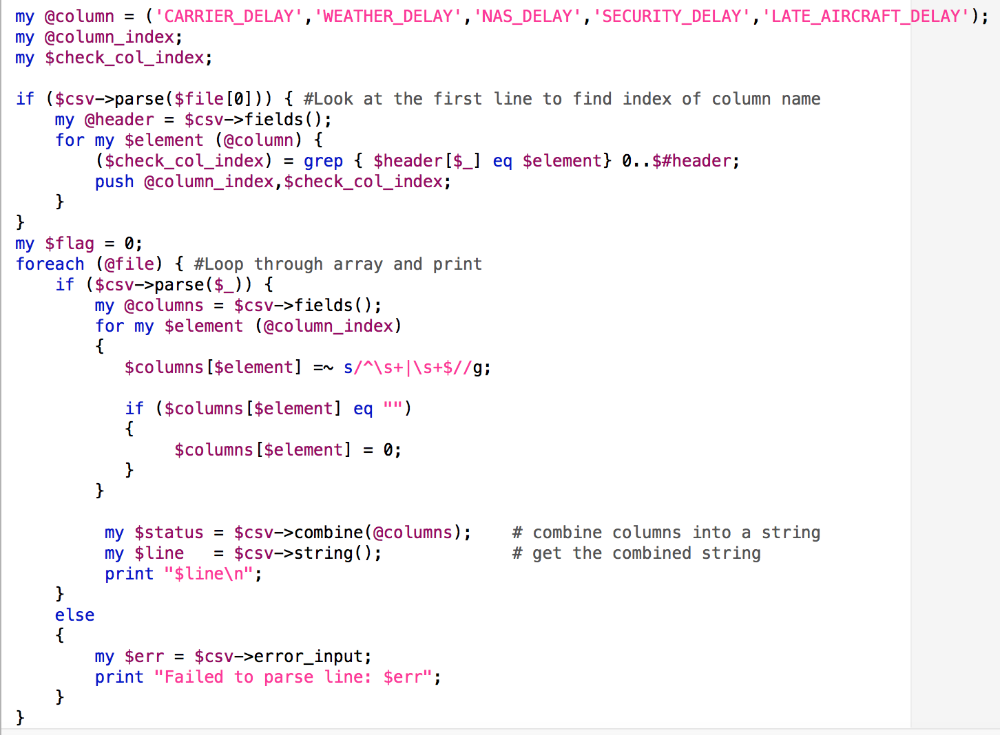 my @column = ('CARRIER_DELAY','WEATHER_DELAY','NAS_DELAY','SECURITY_DELAY','LATE_AIRCRAFT_DELAY');
my @column_index;
my $check_col_index;

if ($csv->parse($file[0])) { #Look at the first line to find index of column name
    my @header = $csv->fields();
    for my $element (@column) {
        ($check_col_index) = grep { $header[$_] eq $element} 0..$#header;
        push @column_index,$check_col_index;
    }
}
my $flag = 0;
foreach (@file) { #Loop through array and print
    if ($csv->parse($_)) {
        my @columns = $csv->fields();
        for my $element (@column_index)
        {
           $columns[$element] =~ s/^\s+|\s+$//g;

           if ($columns[$element] eq "")
           {
                $columns[$element] = 0;
           }
        }

         my $status = $csv->combine(@columns);    # combine columns into a string
         my $line   = $csv->string();             # get the combined string
         print "$line\n";
    }
    else
    {
        my $err = $csv->error_input;
        print "Failed to parse line: $err";
    }
}